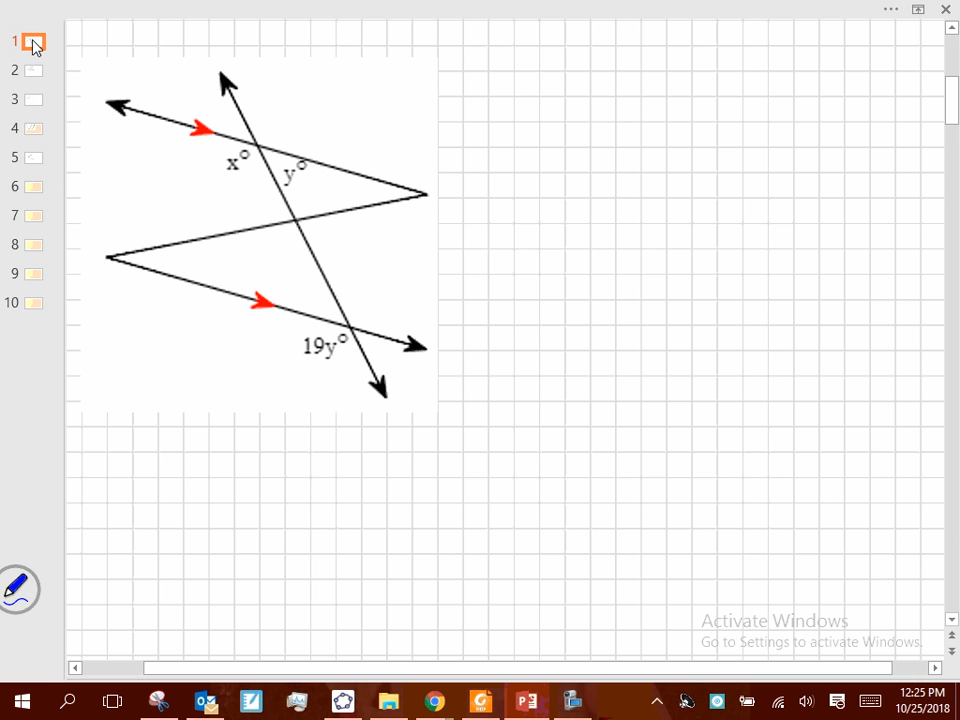 1
2
3
4
5
6
7
8
9
10
x°
y°
19y°
Activate Windows
Go to Settings to activate Windows.
12:25 PM
10/25/2018